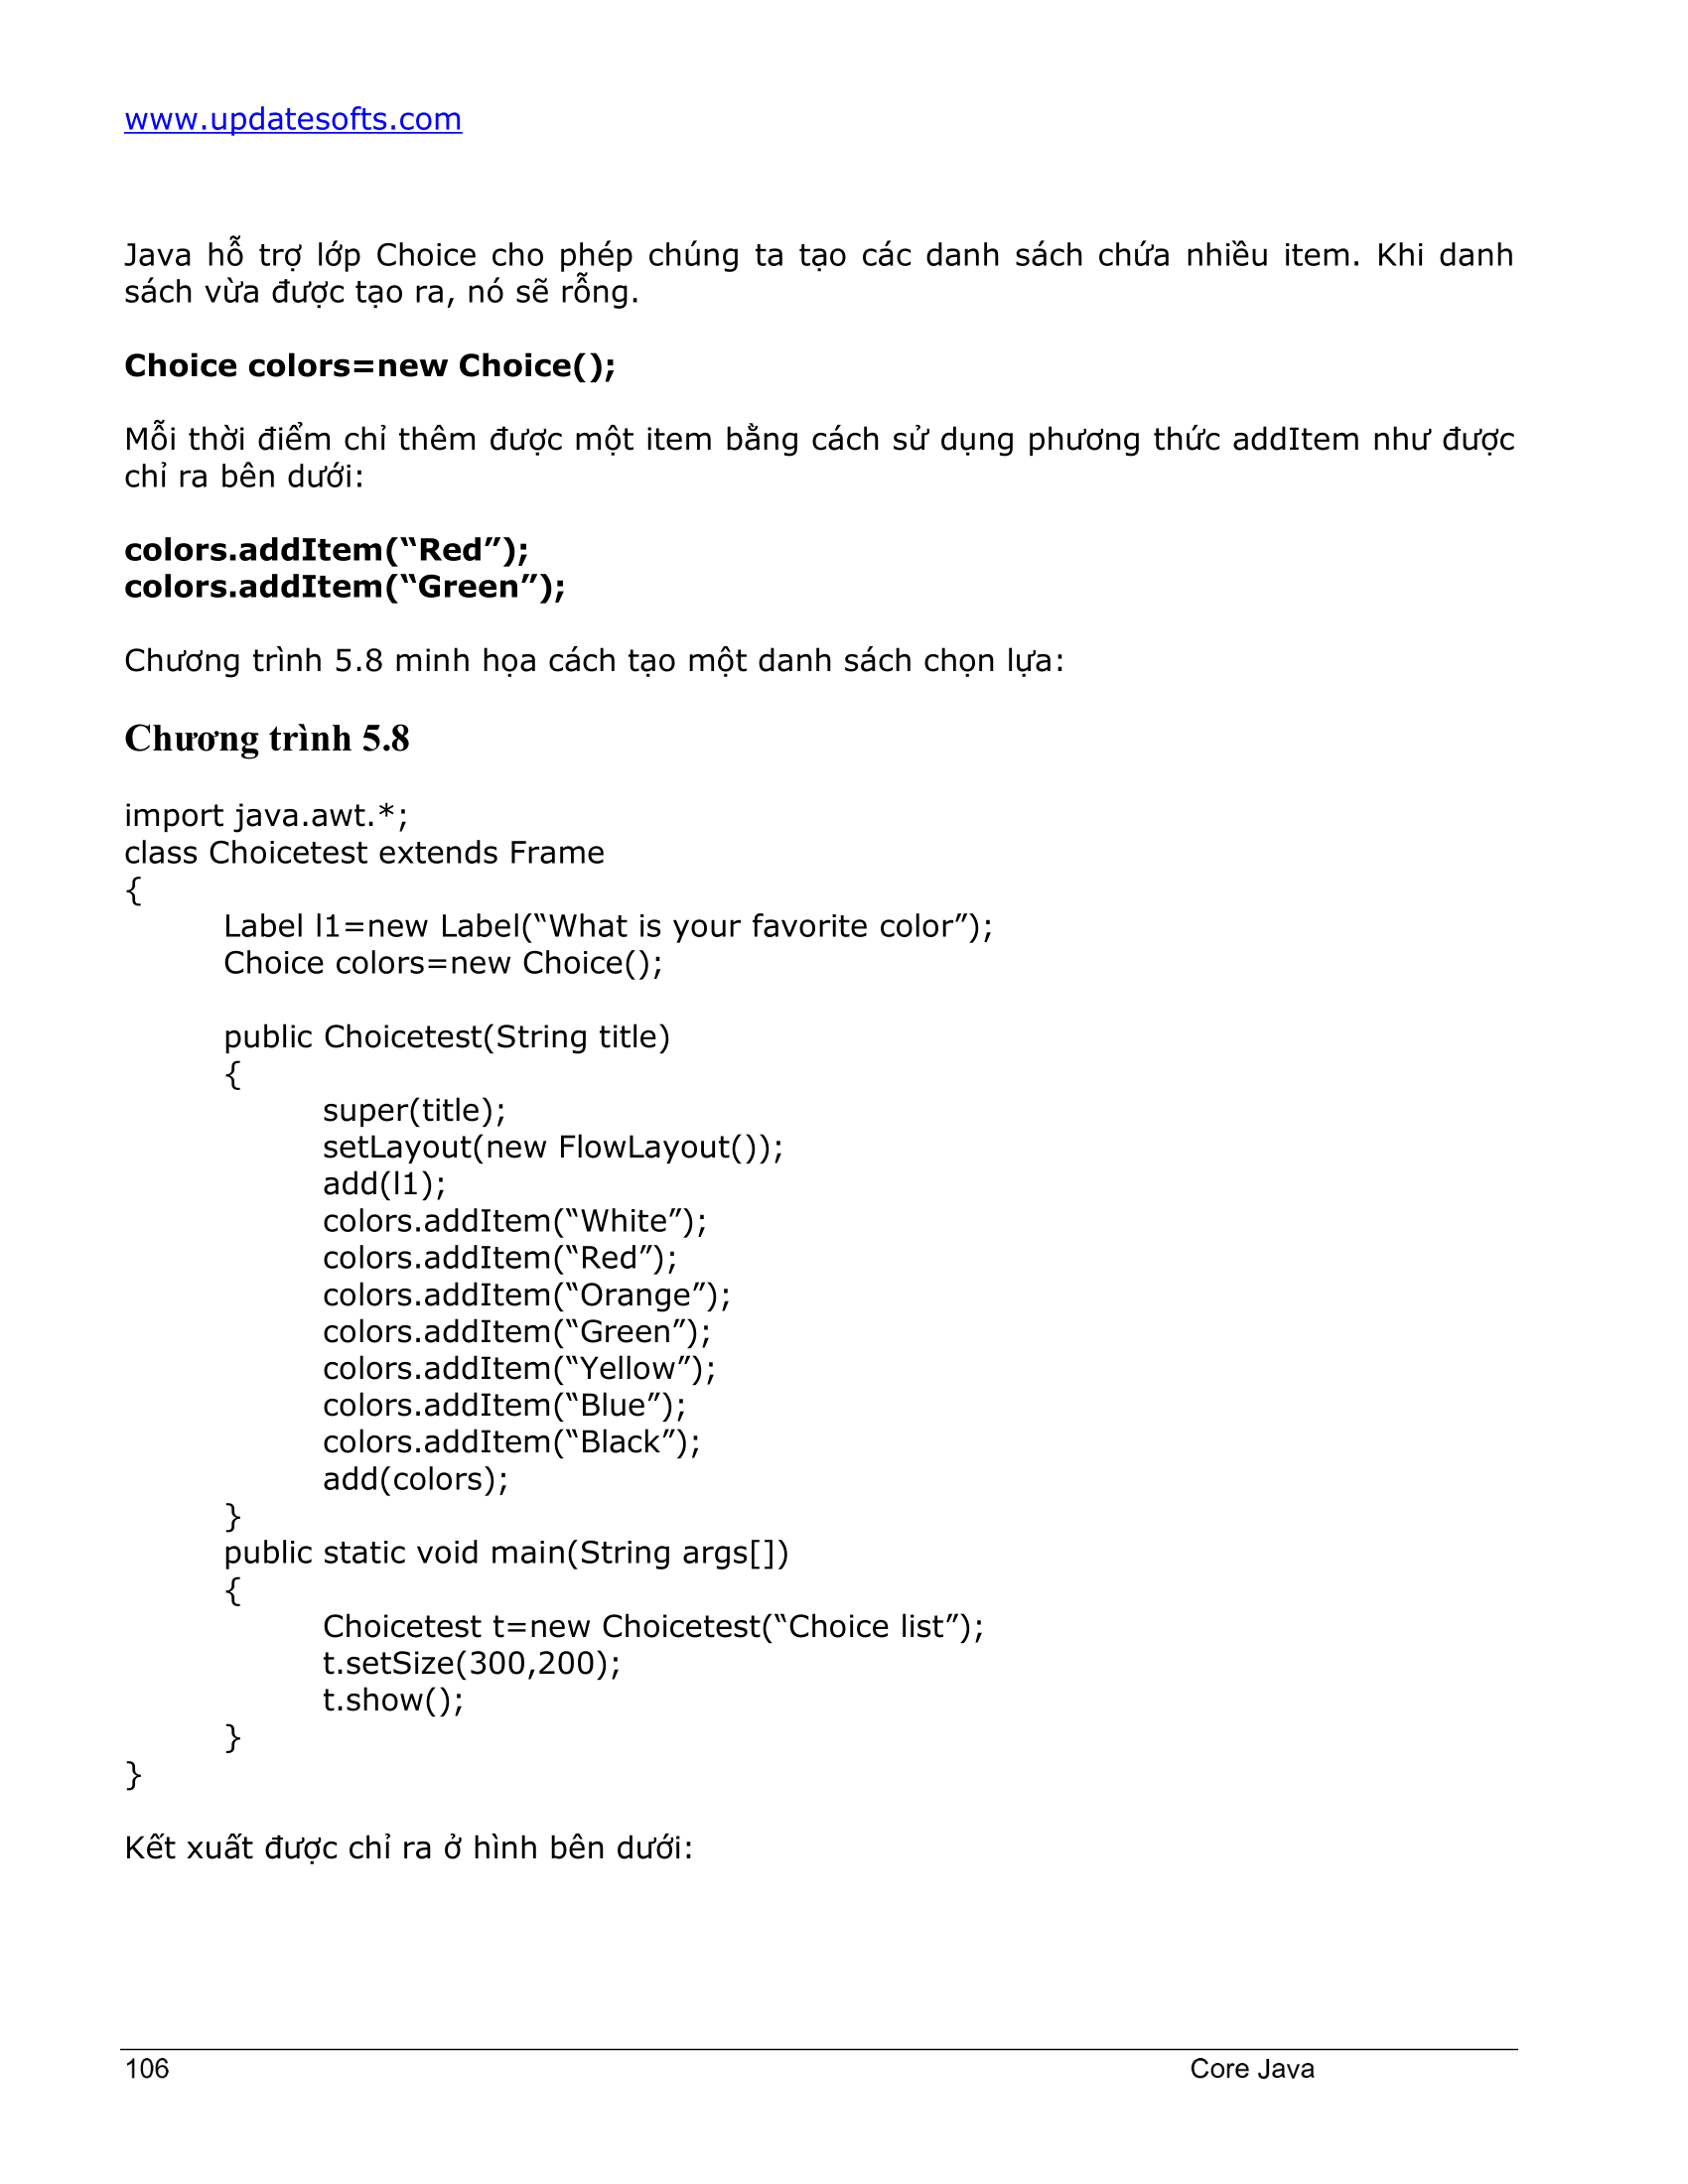 www.updatesofts.com
Java hỗ trợ lớp Choice cho phép chúng ta tạo các danh sách chứa nhiều item. Khi danh
sách vừa được tạo ra, nó sẽ rỗng.
Choice colors=new Choice();
Mỗi thời điểm chỉ thêm được một item bằng cách sử dụng phương thức addItem như được
chỉ ra bên dưới:
colors.addItem(“Red”);
colors.addItem(“Green”);
Chương trình 5.8 minh họa cách tạo một danh sách chọn lựa:
Chương trình 5.8
import java.awt.*;
class Choicetest extends Frame
{
Label l1=new Label(“What is your favorite color”);
Choice colors=new Choice();
public Choicetest(String title)
{
super(title);
setLayout(new FlowLayout());
add(l1);
colors.addItem(“White”);
colors.addItem(“Red”);
colors.addItem(“Orange”);
colors.addItem(“Green”);
colors.addItem(“Yellow”);
colors.addItem(“Blue”);
colors.addItem(“Black”);
add(colors);
}
public static void main(String args[])
{
Choicetest t=new Choicetest(“Choice list”);
t.setSize(300,200);
t.show();
}
}
Kết xuất được chỉ ra ở hình bên dưới:
106 Core Java